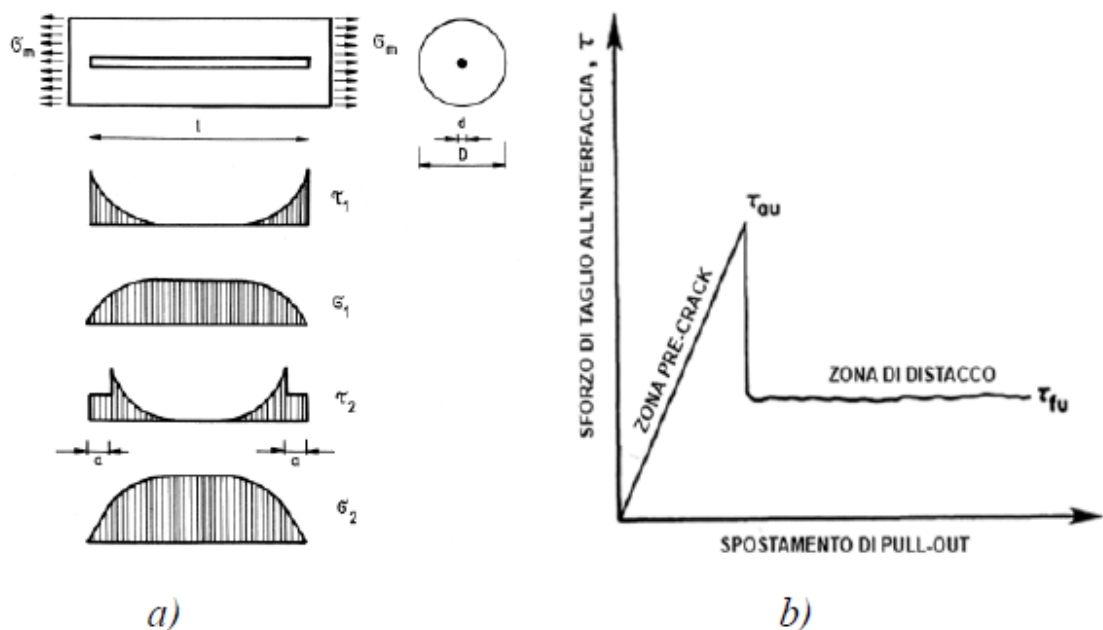 σm
σm
l
d
D
τ1
σ1
τ2
a
a
σ2
a)
SFORZO DI TAGLIO ALL'INTERFACCIA, τ
ZONA PRE-CRACK
τau
ZONA DI DISTACCO
τfu
SPOSTAMENTO DI PULL-OUT
b)